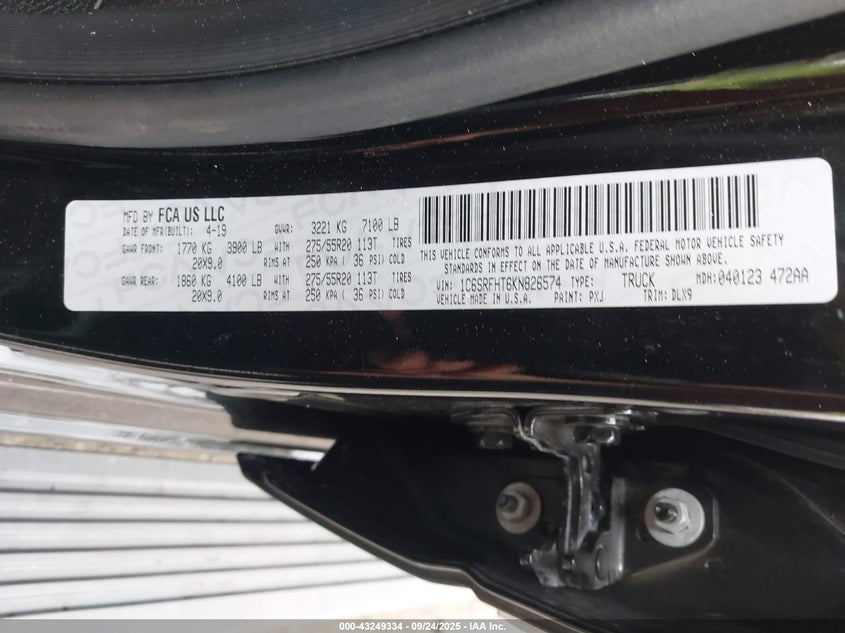 MFD BY FCA US LLC
DATE OF MFR(BUILT): 4-19 GVWR: 3221 KG 7100 LB
GAWR FRONT: 1770 KG 3900 LB WITH 275/55R20 113T TIRES
20X9.0 RIMS AT 250 KPA ( 36 PSI) COLD
GAWR REAR: 1860 KG 4100 LB WITH 275/55R20 113T TIRES
20X9.0 RIMS AT 250 KPA ( 36 PSI) COLD
THIS VEHICLE CONFORMS TO ALL APPLICABLE U.S.A. FEDERAL MOTOR VEHICLE SAFETY
STANDARDS IN EFFECT ON THE DATE OF MANUFACTURE SHOWN ABOVE.
VIN: 1C6SRFHT6KN826574 TYPE: TRUCK MDH:040123 472AA
VEHICLE MADE IN U.S.A. PAINT: PXJ TRIM: DLX9
000-43249334 - 09/24/2025 - IAA Inc.